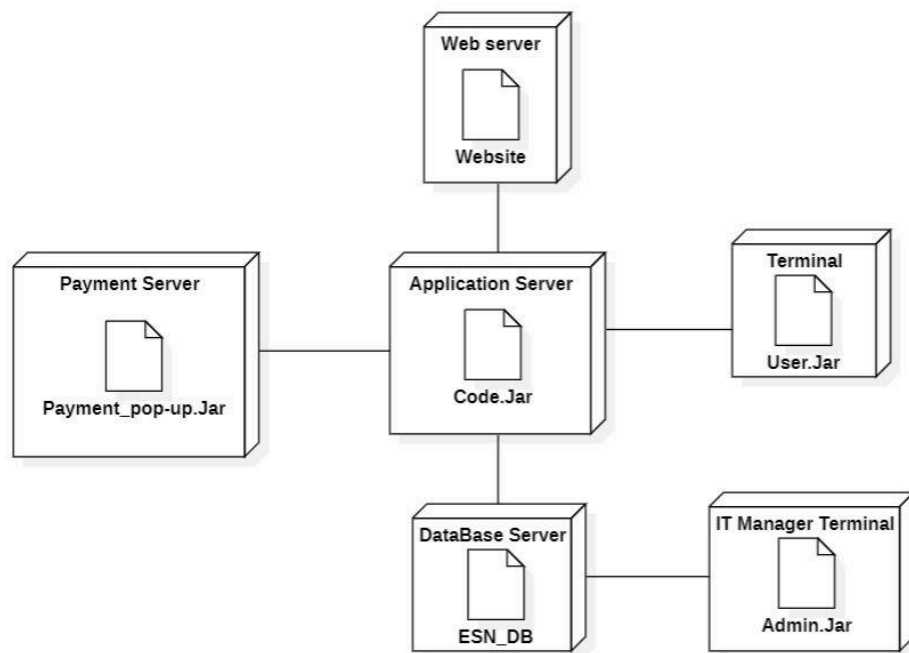 Web server
Website
Payment Server
Payment_pop-up.Jar
Application Server
Code.Jar
Terminal
User.Jar
DataBase Server
ESN_DB
IT Manager Terminal
Admin.Jar